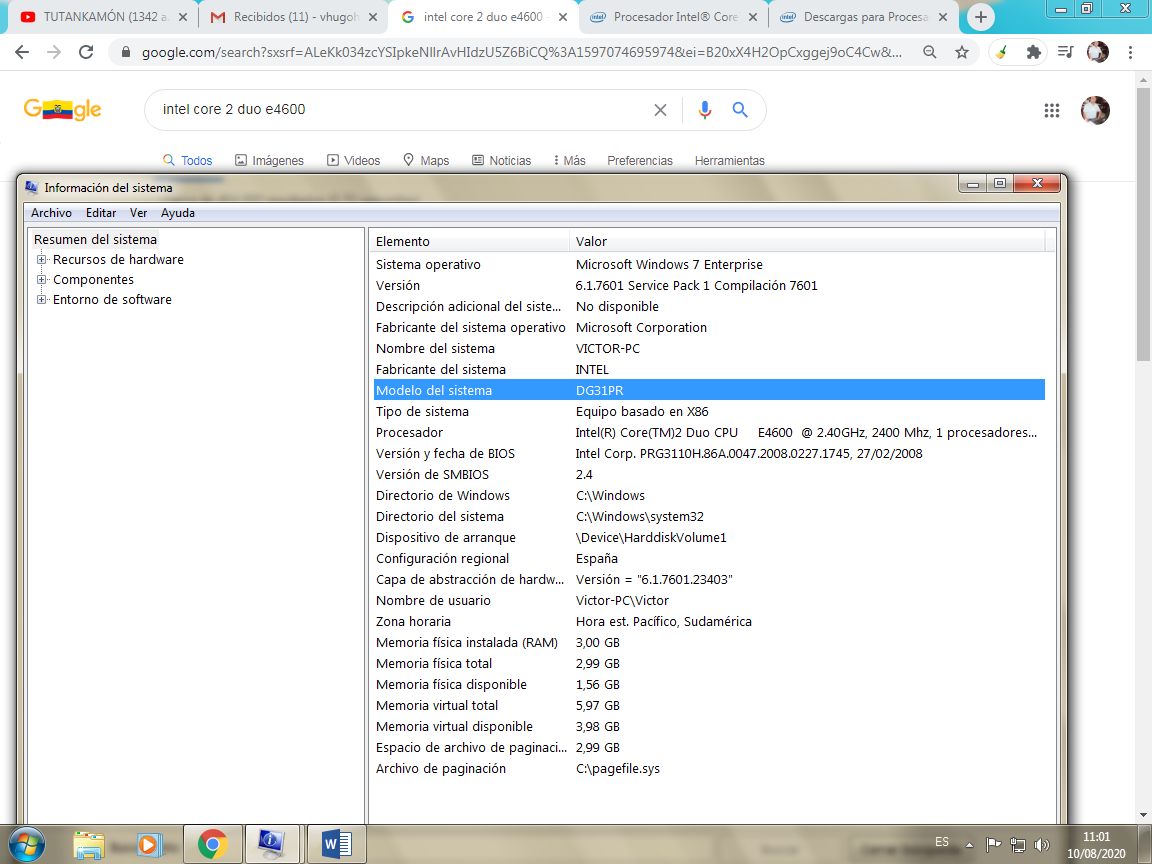 TUTANKAMÓN (1342 a.
Recibidos (11) - vhugoh
intel core 2 duo e4600 -
Procesador Intel® Core
Descargas para Procesa
google.com/search?sxsrf=ALeKk034zcYSIpkeNllrAvHIdzU5Z6BiCQ%3A1597074695974&ei=B20xX4H2OpCxggej9oC4Cw&...
Google
intel core 2 duo e4600
Todos
Imágenes
Videos
Maps
Noticias
Más
Preferencias
Herramientas
Información del sistema
Archivo Editar Ver Ayuda
Resumen del sistema
Recursos de hardware
Componentes
Entorno de software
Elemento Valor
Sistema operativo Microsoft Windows 7 Enterprise
Versión 6.1.7601 Service Pack 1 Compilación 7601
Descripción adicional del siste... No disponible
Fabricante del sistema operativo Microsoft Corporation
Nombre del sistema VICTOR-PC
Fabricante del sistema INTEL
Modelo del sistema DG31PR
Tipo de sistema Equipo basado en X86
Procesador Intel(R) Core(TM)2 Duo CPU E4600 @ 2.40GHz, 2400 Mhz, 1 procesadores...
Versión y fecha de BIOS Intel Corp. PRG3110H.86A.0047.2008.0227.1745, 27/02/2008
Versión de SMBIOS 2.4
Directorio de Windows C:\Windows
Directorio del sistema C:\Windows\system32
Dispositivo de arranque \Device\HarddiskVolume1
Configuración regional España
Capa de abstracción de hardw... Versión = "6.1.7601.23403"
Nombre de usuario Victor-PC\Victor
Zona horaria Hora est. Pacífico, Sudamérica
Memoria física instalada (RAM) 3,00 GB
Memoria física total 2,99 GB
Memoria física disponible 1,56 GB
Memoria virtual total 5,97 GB
Memoria virtual disponible 3,98 GB
Espacio de archivo de paginaci... 2,99 GB
Archivo de paginación C:\pagefile.sys
ES
11:01
10/08/2020